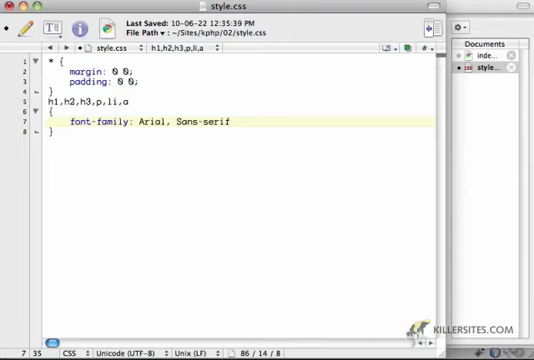 style.css
Last Saved: 10-06-22 12:35:39 PM
File Path ▾: ~/Sites/kphp/02/style.css
style.css
h1,h2,h3,p,li,a
Documents
inde...
style...
1 * {
2 margin: 0 0;
3 padding: 0 0;
4 }
5 h1,h2,h3,p,li,a
6 {
7 font-family: Arial, Sans-serif
8 }
KILLERSITES.COM
7 35 CSS Unicode (UTF-8) Unix (LF) 86 / 14 / 8